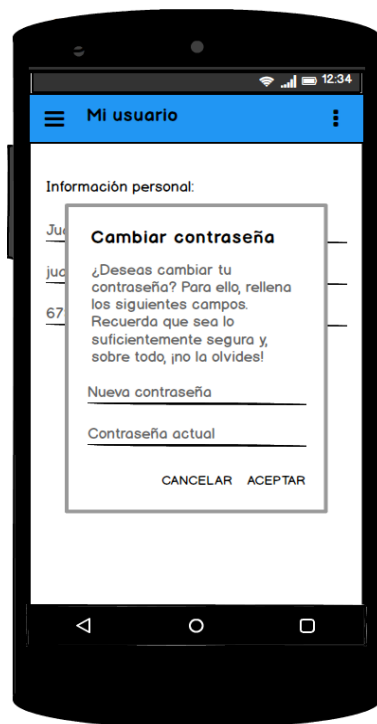 12:34
Mi usuario
Información personal:
Cambiar contraseña
¿Deseas cambiar tu
contraseña? Para ello, rellena
los siguientes campos.
Recuerda que sea lo
suficientemente segura y,
sobre todo, ¡no la olvides!
Nueva contraseña
Contraseña actual
CANCELAR ACEPTAR